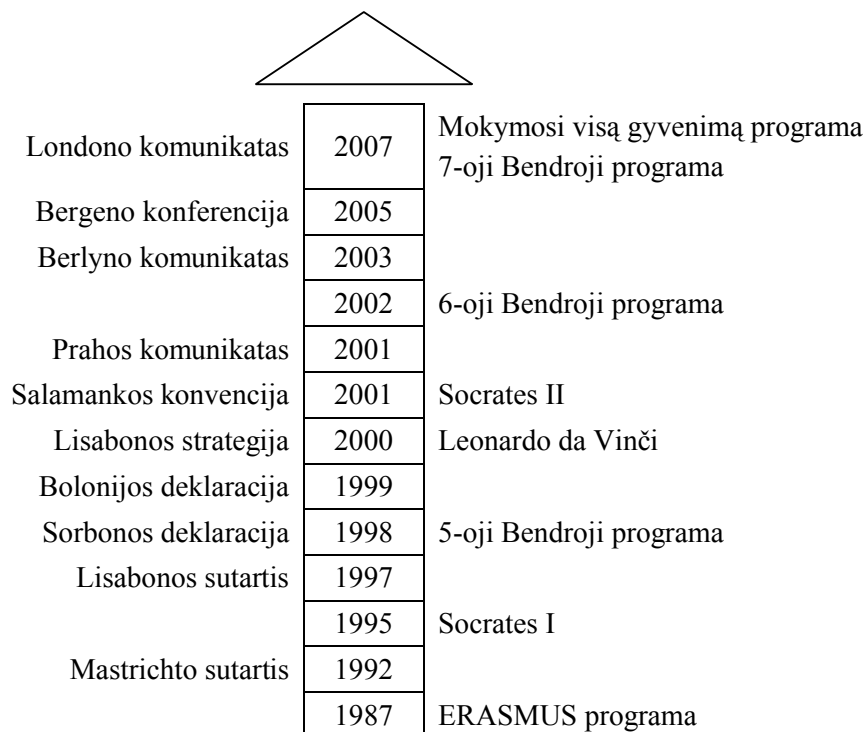 Londono komunikatas 2007 Mokymosi visą gyvenimą programa
7-oji Bendroji programa
Bergeno konferencija 2005
Berlyno komunikatas 2003
2002 6-oji Bendroji programa
Prahos komunikatas 2001
Salamankos konvencija 2001 Socrates II
Lisabonos strategija 2000 Leonardo da Vinči
Bolonijos deklaracija 1999
Sorbonos deklaracija 1998 5-oji Bendroji programa
Lisabonos sutartis 1997
1995 Socrates I
Mastrichto sutartis 1992
1987 ERASMUS programa